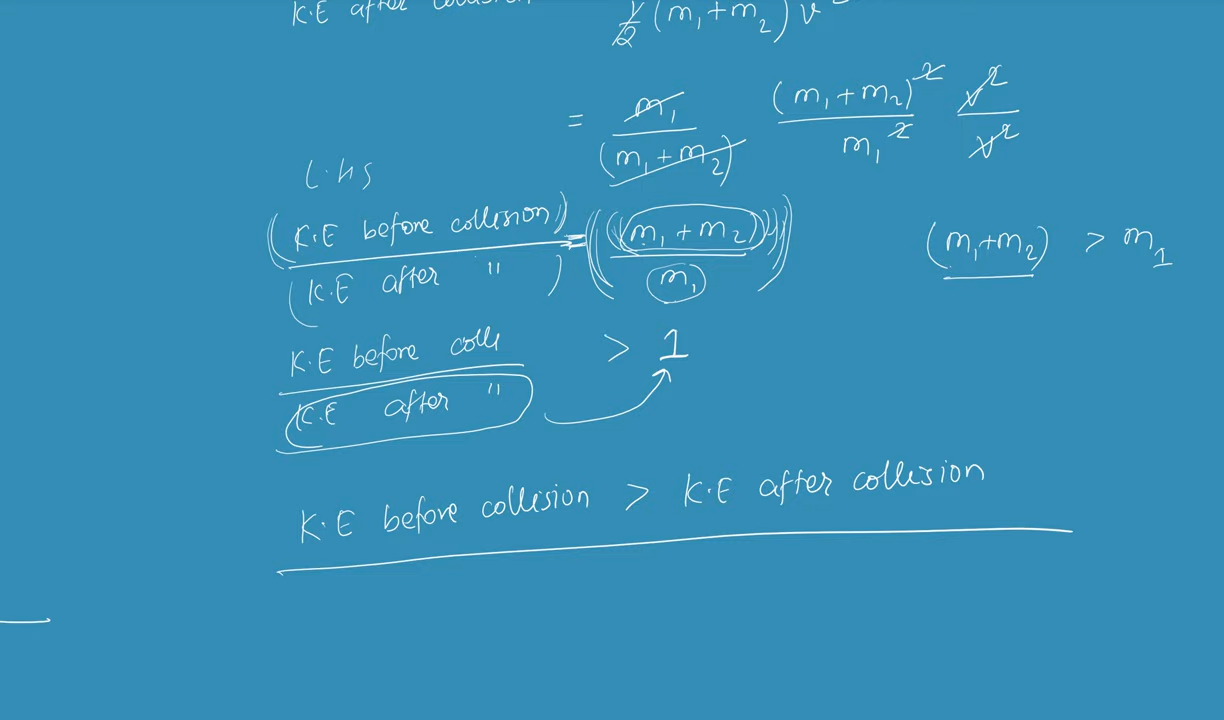 K.E after collision 1/2 (m₁+m₂) v²
= m₁/(m₁+m₂) (m₁+m₂)²/m₁² v²/v²
L.HS
(K.E before collision)/(K.E after ") = (((m₁+m₂)))/(m₁) (m₁+m₂) > m₁
K.E before colli/K.E after " > 1
K.E before collision > K.E after collision